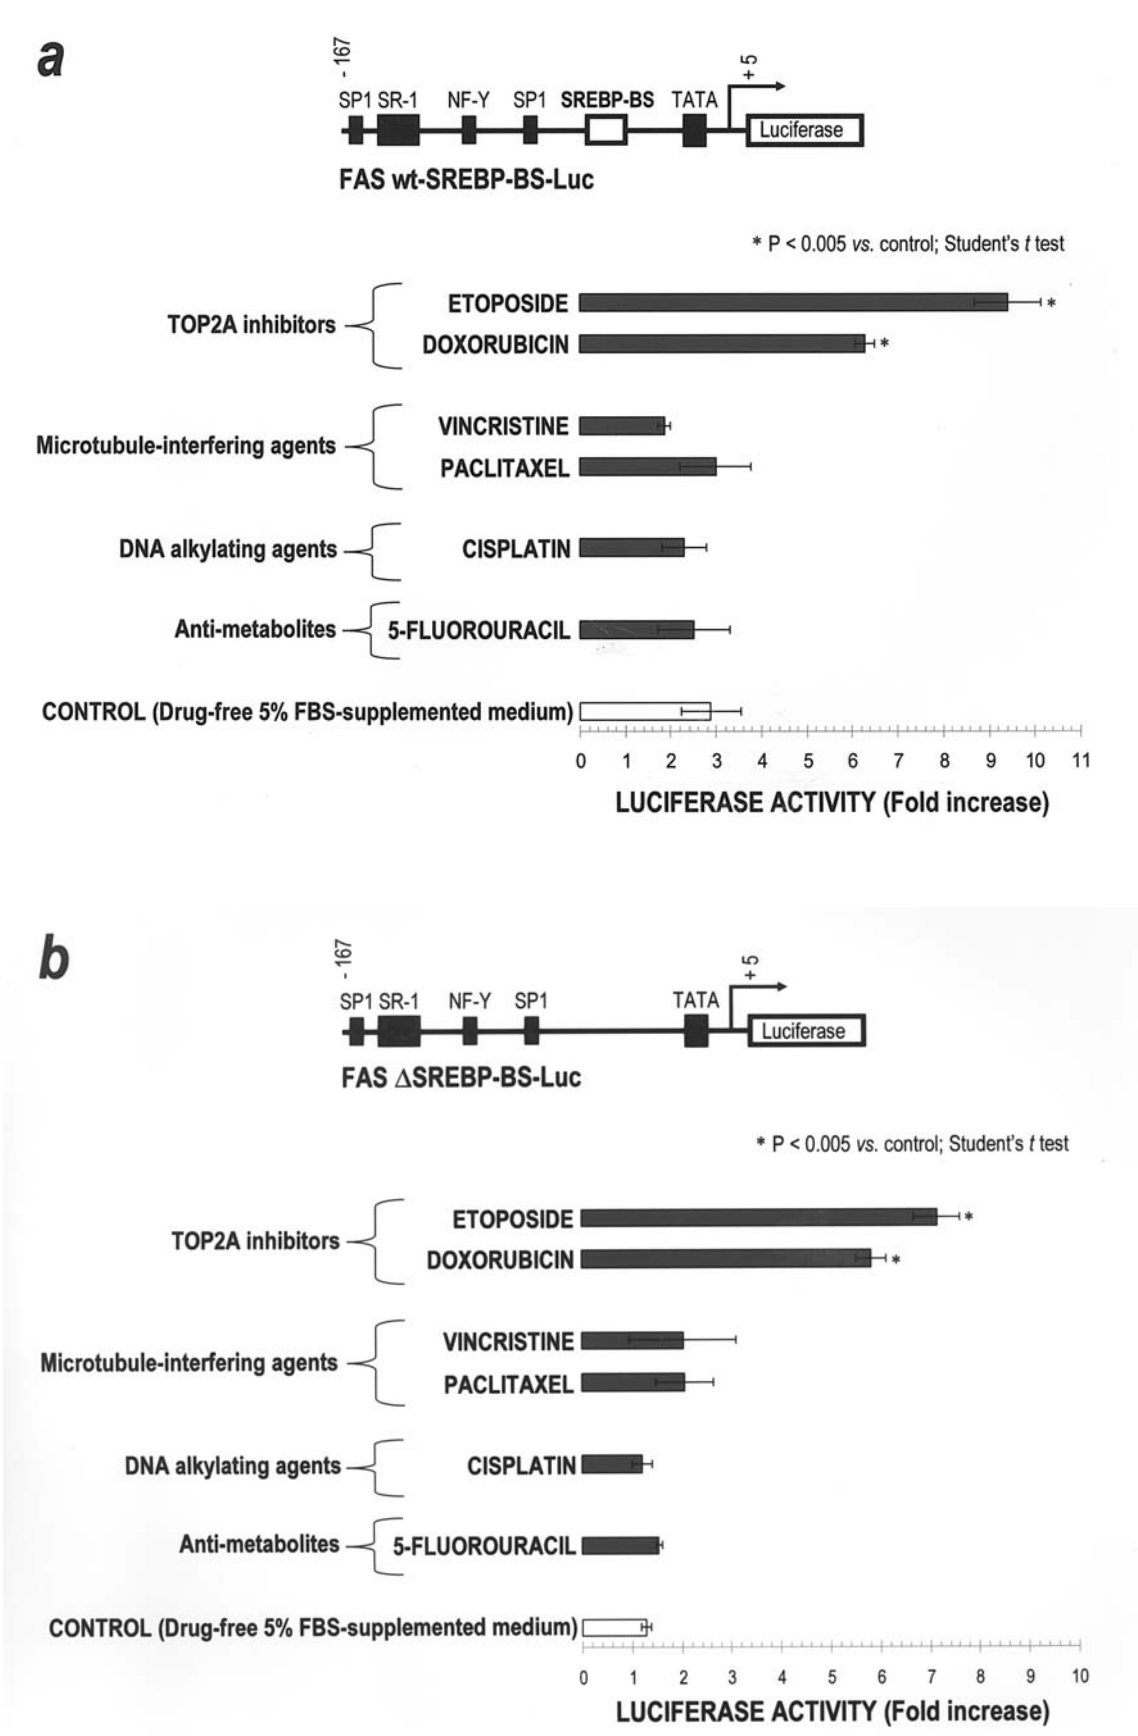 a
- 167
+ 5
SP1 SR-1 NF-Y SP1 SREBP-BS TATA
Luciferase
FAS wt-SREBP-BS-Luc
* P < 0.005 vs. control; Student's t test
ETOPOSIDE *
TOP2A inhibitors
DOXORUBICIN *
VINCRISTINE
Microtubule-interfering agents
PACLITAXEL
DNA alkylating agents CISPLATIN
Anti-metabolites 5-FLUOROURACIL
CONTROL (Drug-free 5% FBS-supplemented medium)
0 1 2 3 4 5 6 7 8 9 10 11
LUCIFERASE ACTIVITY (Fold increase)
b
- 167
+ 5
SP1 SR-1 NF-Y SP1 TATA
Luciferase
FAS ΔSREBP-BS-Luc
* P < 0.005 vs. control; Student's t test
ETOPOSIDE *
TOP2A inhibitors
DOXORUBICIN *
VINCRISTINE
Microtubule-interfering agents
PACLITAXEL
DNA alkylating agents CISPLATIN
Anti-metabolites 5-FLUOROURACIL
CONTROL (Drug-free 5% FBS-supplemented medium)
0 1 2 3 4 5 6 7 8 9 10
LUCIFERASE ACTIVITY (Fold increase)